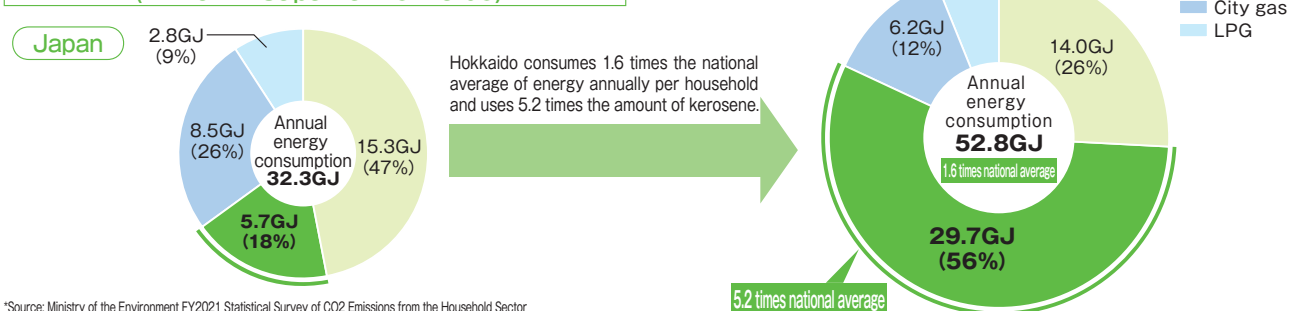 Japan
2.8GJ
(9%)
8.5GJ
(26%)
Annual
energy
consumption
32.3GJ
15.3GJ
(47%)
5.7GJ
(18%)
Hokkaido consumes 1.6 times the national
average of energy annually per household
and uses 5.2 times the amount of kerosene.
City gas
LPG
6.2GJ
(12%)
14.0GJ
(26%)
Annual
energy
consumption
52.8GJ
1.6 times national average
29.7GJ
(56%)
5.2 times national average
*Source: Ministry of the Environment FY2021 Statistical Survey of CO2 Emissions from the Household Sector